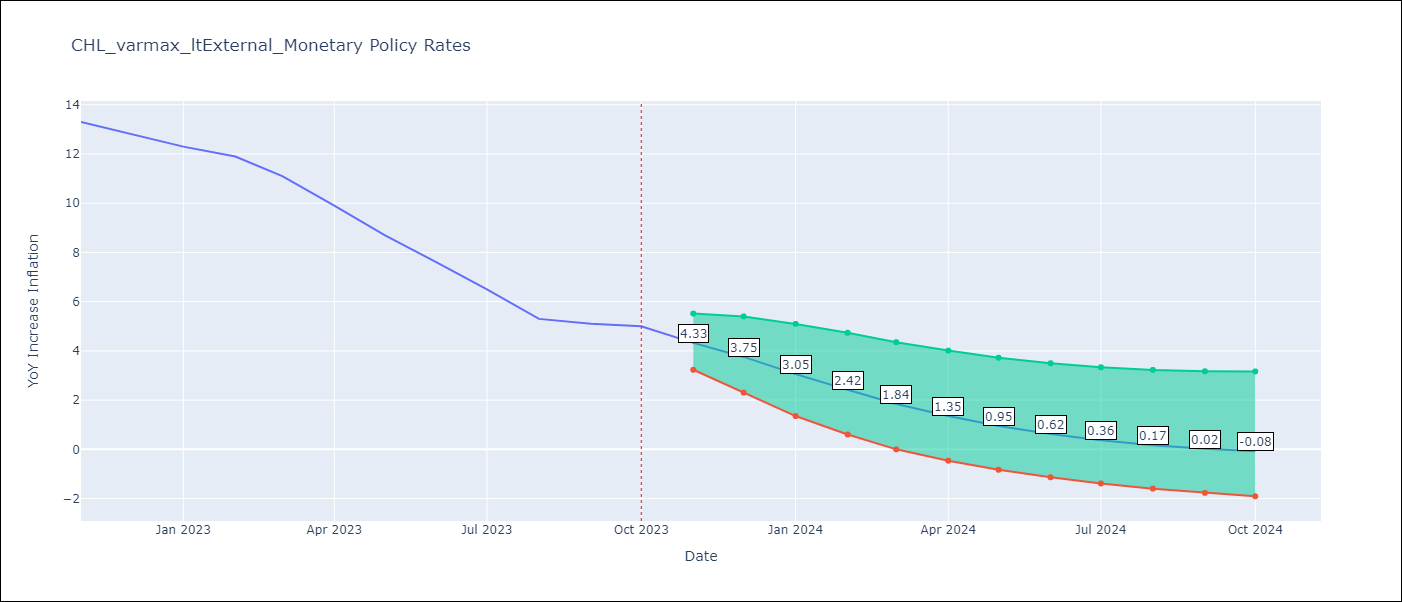 CHL_varmax_ltExternal_Monetary Policy Rates
YoY Increase Inflation
14
12
10
8
6
4
2
0
−2
4.33
3.75
3.05
2.42
1.84
1.35
0.95
0.62
0.36
0.17
0.02
-0.08
Jan 2023
Apr 2023
Jul 2023
Oct 2023
Jan 2024
Apr 2024
Jul 2024
Oct 2024
Date